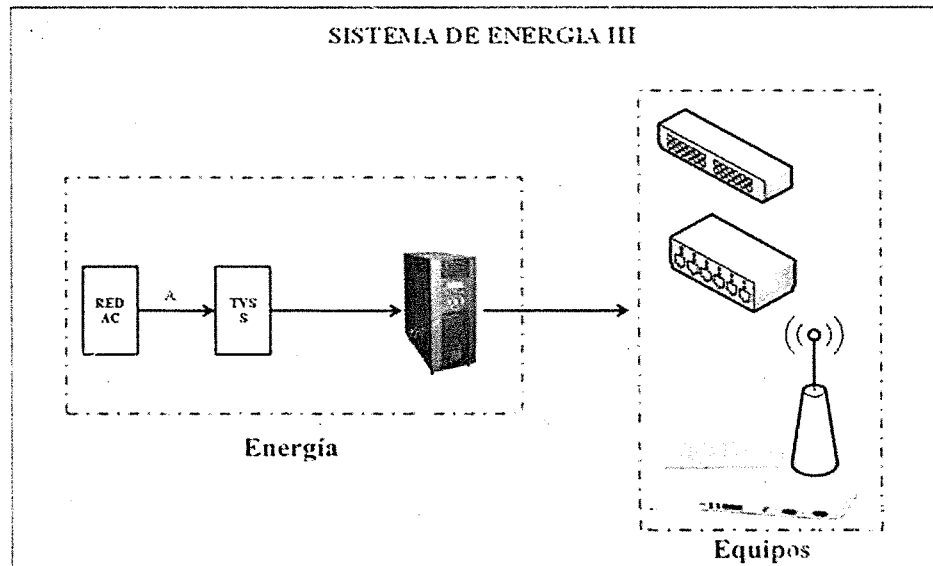 SISTEMA DE ENERGIA III
RED
AC
A
TVS
S
Energía
Equipos